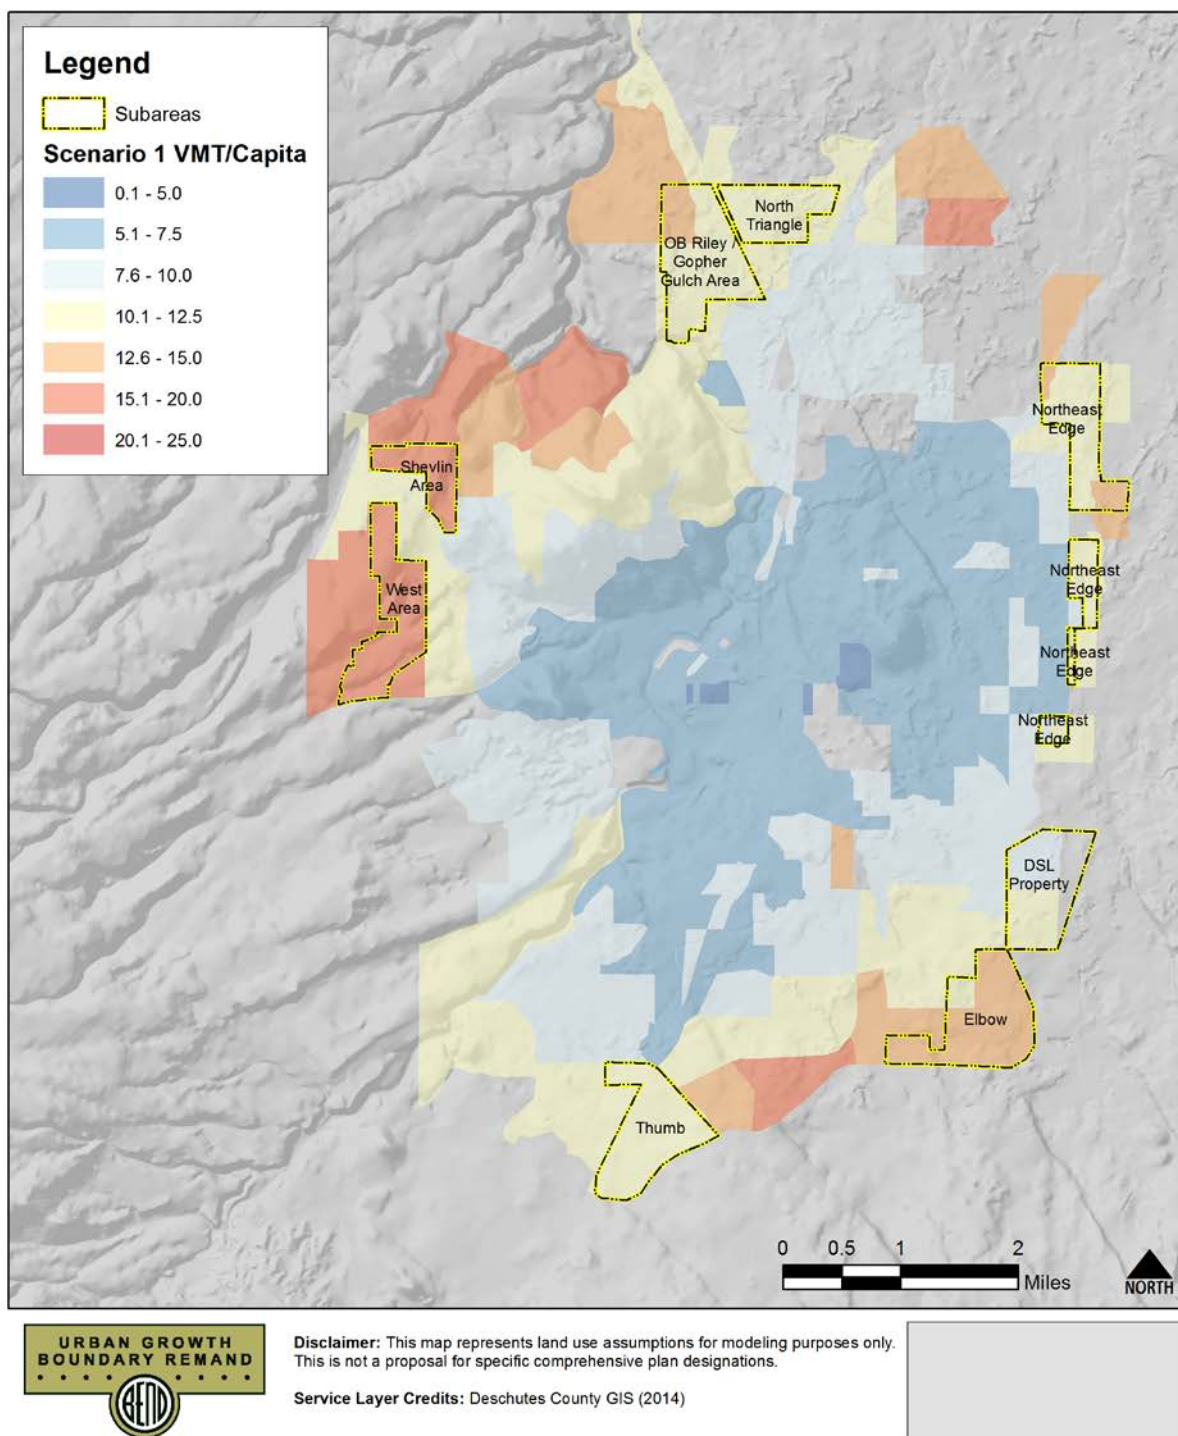 Legend
Subareas
Scenario 1 VMT/Capita
0.1 - 5.0
5.1 - 7.5
7.6 - 10.0
10.1 - 12.5
12.6 - 15.0
15.1 - 20.0
20.1 - 25.0
North
Triangle
OB Riley /
Gopher
Gulch Area
Northeast
Edge
Shevlin
Area
West
Area
Northeast
Edge
Northeast
Edge
Northeast
Edge
DSL
Property
Elbow
Thumb
0 0.5 1 2
Miles
NORTH
URBAN GROWTH
BOUNDARY REMAND
BEND
Disclaimer: This map represents land use assumptions for modeling purposes only.
This is not a proposal for specific comprehensive plan designations.
Service Layer Credits: Deschutes County GIS (2014)